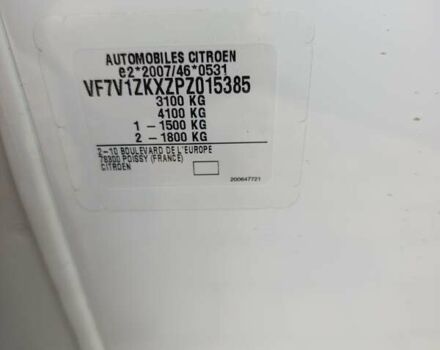 AUTOMOBILES CITROEN
e2*2007/46*0531
VF7V1ZKXZPZ015385
3100 KG
4100 KG
1 - 1500 KG
2 - 1800 KG
2-10 BOULEVARD DE L'EUROPE
78300 POISSY (FRANCE)
CITROEN
200647721